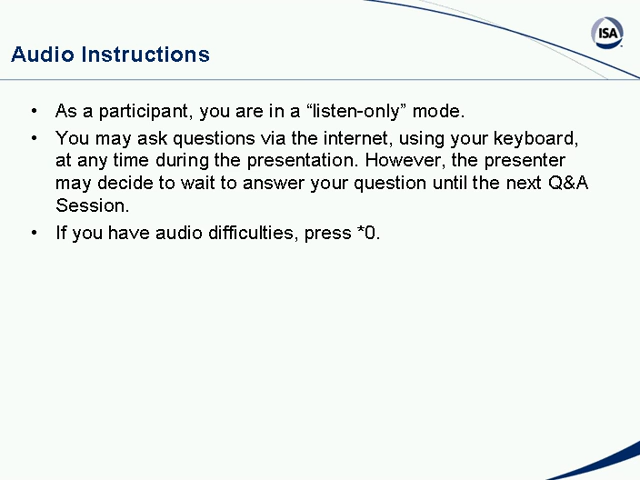 ISA
Audio Instructions
• As a participant, you are in a “listen-only” mode.
• You may ask questions via the internet, using your keyboard,
at any time during the presentation. However, the presenter
may decide to wait to answer your question until the next Q&A
Session.
• If you have audio difficulties, press *0.